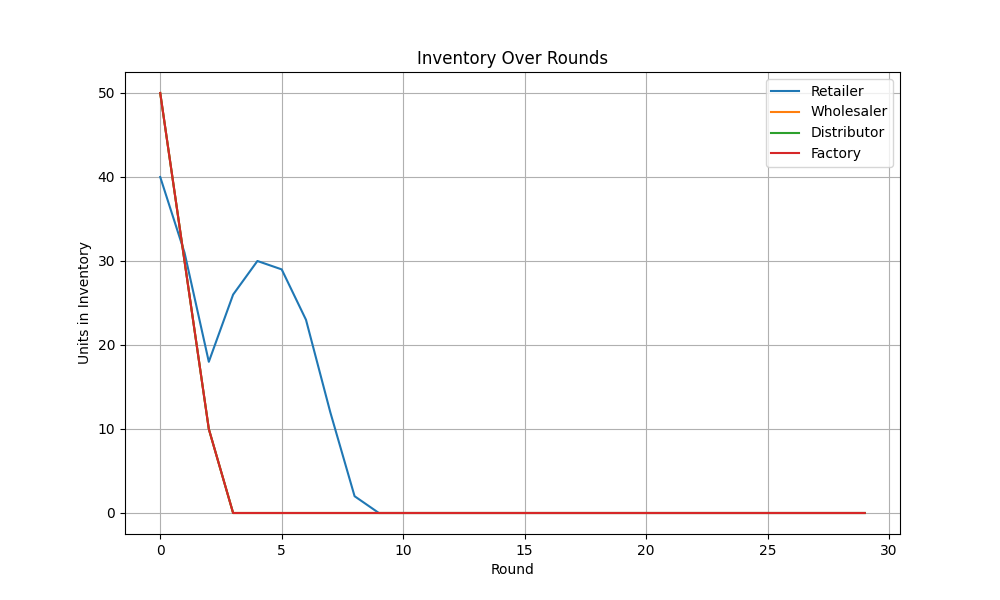 Inventory Over Rounds
Retailer
Wholesaler
Distributor
Factory
Units in Inventory
50
40
30
20
10
0
0 5 10 15 20 25 30
Round